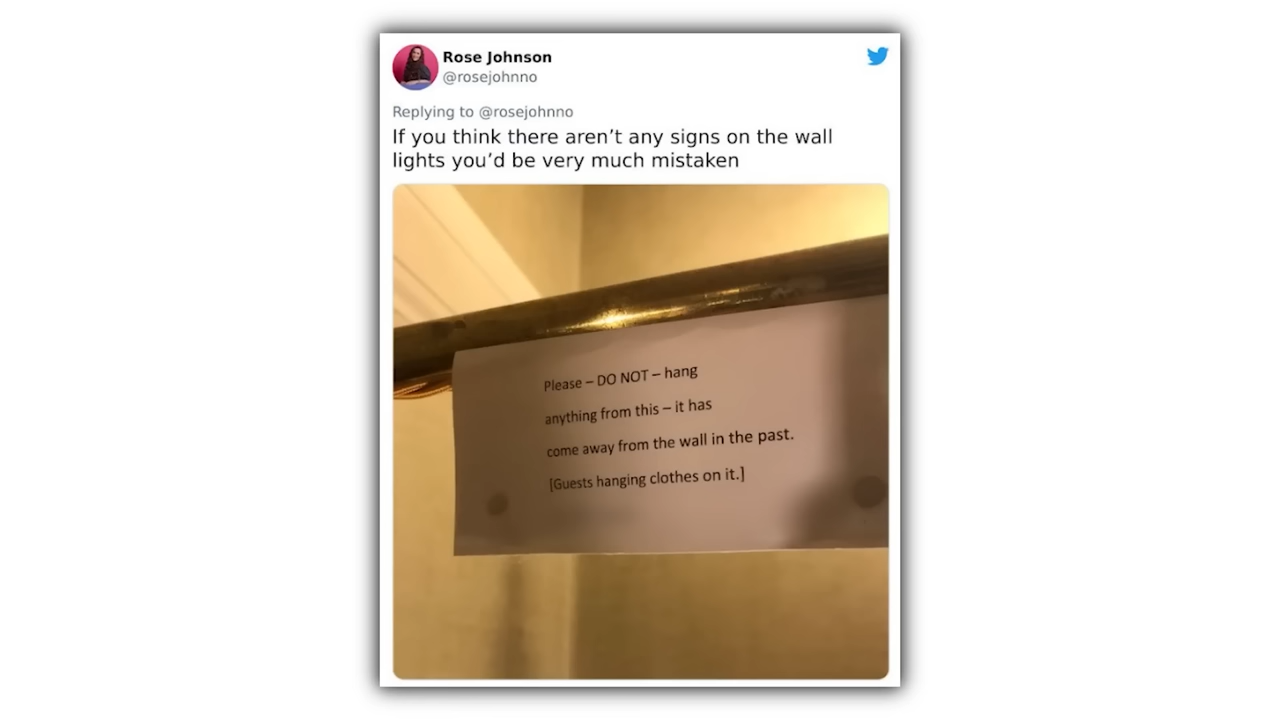 Rose Johnson
@rosejohnno
Replying to @rosejohnno
If you think there aren’t any signs on the wall
lights you’d be very much mistaken
Please – DO NOT – hang
anything from this – it has
come away from the wall in the past.
[Guests hanging clothes on it.]